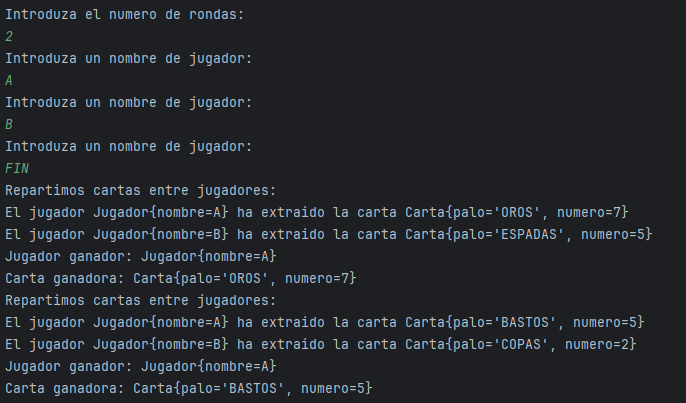 Introduza el numero de rondas:
2
Introduza un nombre de jugador:
A
Introduza un nombre de jugador:
B
Introduza un nombre de jugador:
FIN
Repartimos cartas entre jugadores:
El jugador Jugador{nombre=A} ha extraido la carta Carta{palo='OROS', numero=7}
El jugador Jugador{nombre=B} ha extraido la carta Carta{palo='ESPADAS', numero=5}
Jugador ganador: Jugador{nombre=A}
Carta ganadora: Carta{palo='OROS', numero=7}
Repartimos cartas entre jugadores:
El jugador Jugador{nombre=A} ha extraido la carta Carta{palo='BASTOS', numero=5}
El jugador Jugador{nombre=B} ha extraido la carta Carta{palo='COPAS', numero=2}
Jugador ganador: Jugador{nombre=A}
Carta ganadora: Carta{palo='BASTOS', numero=5}